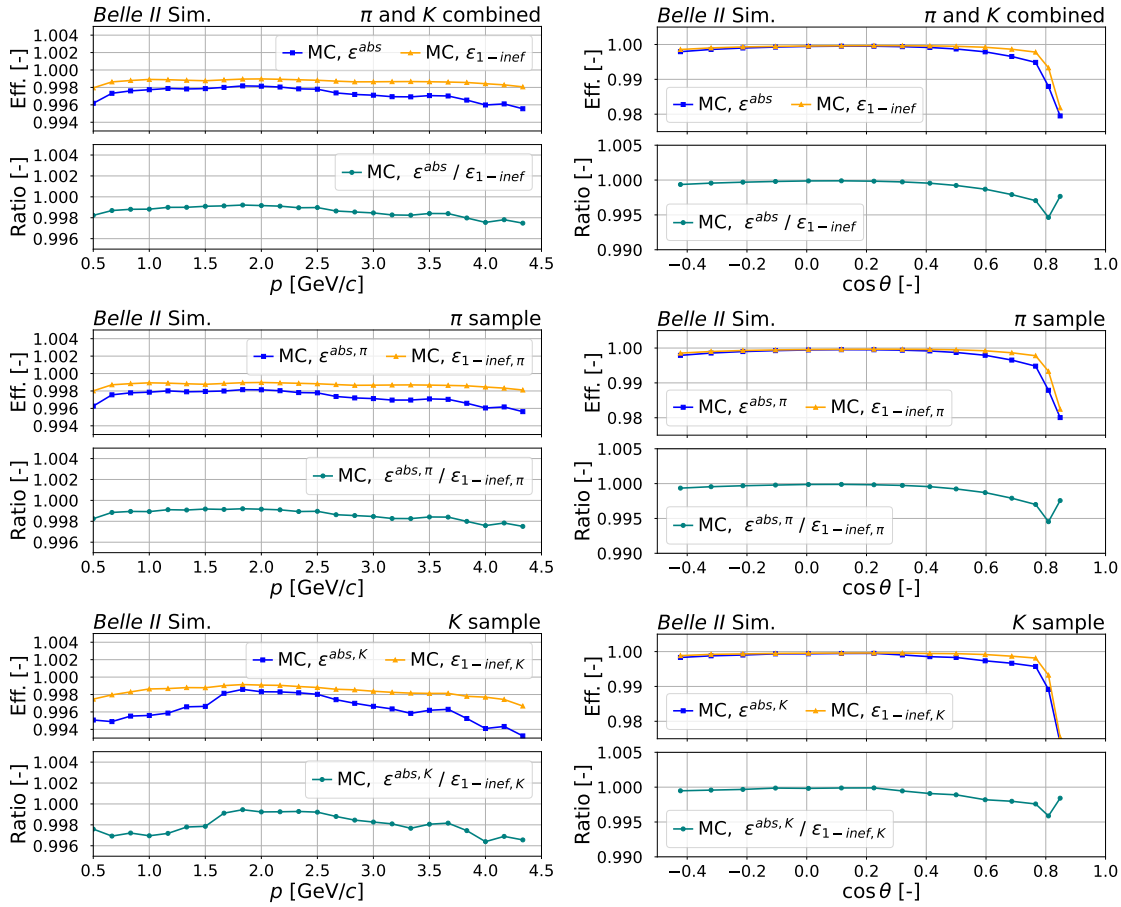 Belle II Sim. π and K combined
1.004
1.002
1.000
0.998
0.996
0.994
Eff. [-]
MC, ε^abs MC, ε_1−inef
1.004
1.002
1.000
0.998
0.996
Ratio [-]
MC, ε^abs / ε_1−inef
0.5 1.0 1.5 2.0 2.5 3.0 3.5 4.0 4.5
p [GeV/c]
Belle II Sim. π and K combined
1.00
0.99
0.98
Eff. [-]
MC, ε^abs MC, ε_1−inef
1.005
1.000
0.995
0.990
Ratio [-]
MC, ε^abs / ε_1−inef
−0.4 −0.2 0.0 0.2 0.4 0.6 0.8 1.0
cos θ [-]
Belle II Sim. π sample
1.004
1.002
1.000
0.998
0.996
0.994
Eff. [-]
MC, ε^abs,π MC, ε_1−inef,π
1.004
1.002
1.000
0.998
0.996
Ratio [-]
MC, ε^abs,π / ε_1−inef,π
0.5 1.0 1.5 2.0 2.5 3.0 3.5 4.0 4.5
p [GeV/c]
Belle II Sim. π sample
1.00
0.99
0.98
Eff. [-]
MC, ε^abs,π MC, ε_1−inef,π
1.005
1.000
0.995
0.990
Ratio [-]
MC, ε^abs,π / ε_1−inef,π
−0.4 −0.2 0.0 0.2 0.4 0.6 0.8 1.0
cos θ [-]
Belle II Sim. K sample
1.004
1.002
1.000
0.998
0.996
0.994
Eff. [-]
MC, ε^abs,K MC, ε_1−inef,K
1.004
1.002
1.000
0.998
0.996
Ratio [-]
MC, ε^abs,K / ε_1−inef,K
0.5 1.0 1.5 2.0 2.5 3.0 3.5 4.0 4.5
p [GeV/c]
Belle II Sim. K sample
1.00
0.99
0.98
Eff. [-]
MC, ε^abs,K MC, ε_1−inef,K
1.005
1.000
0.995
0.990
Ratio [-]
MC, ε^abs,K / ε_1−inef,K
−0.4 −0.2 0.0 0.2 0.4 0.6 0.8 1.0
cos θ [-]